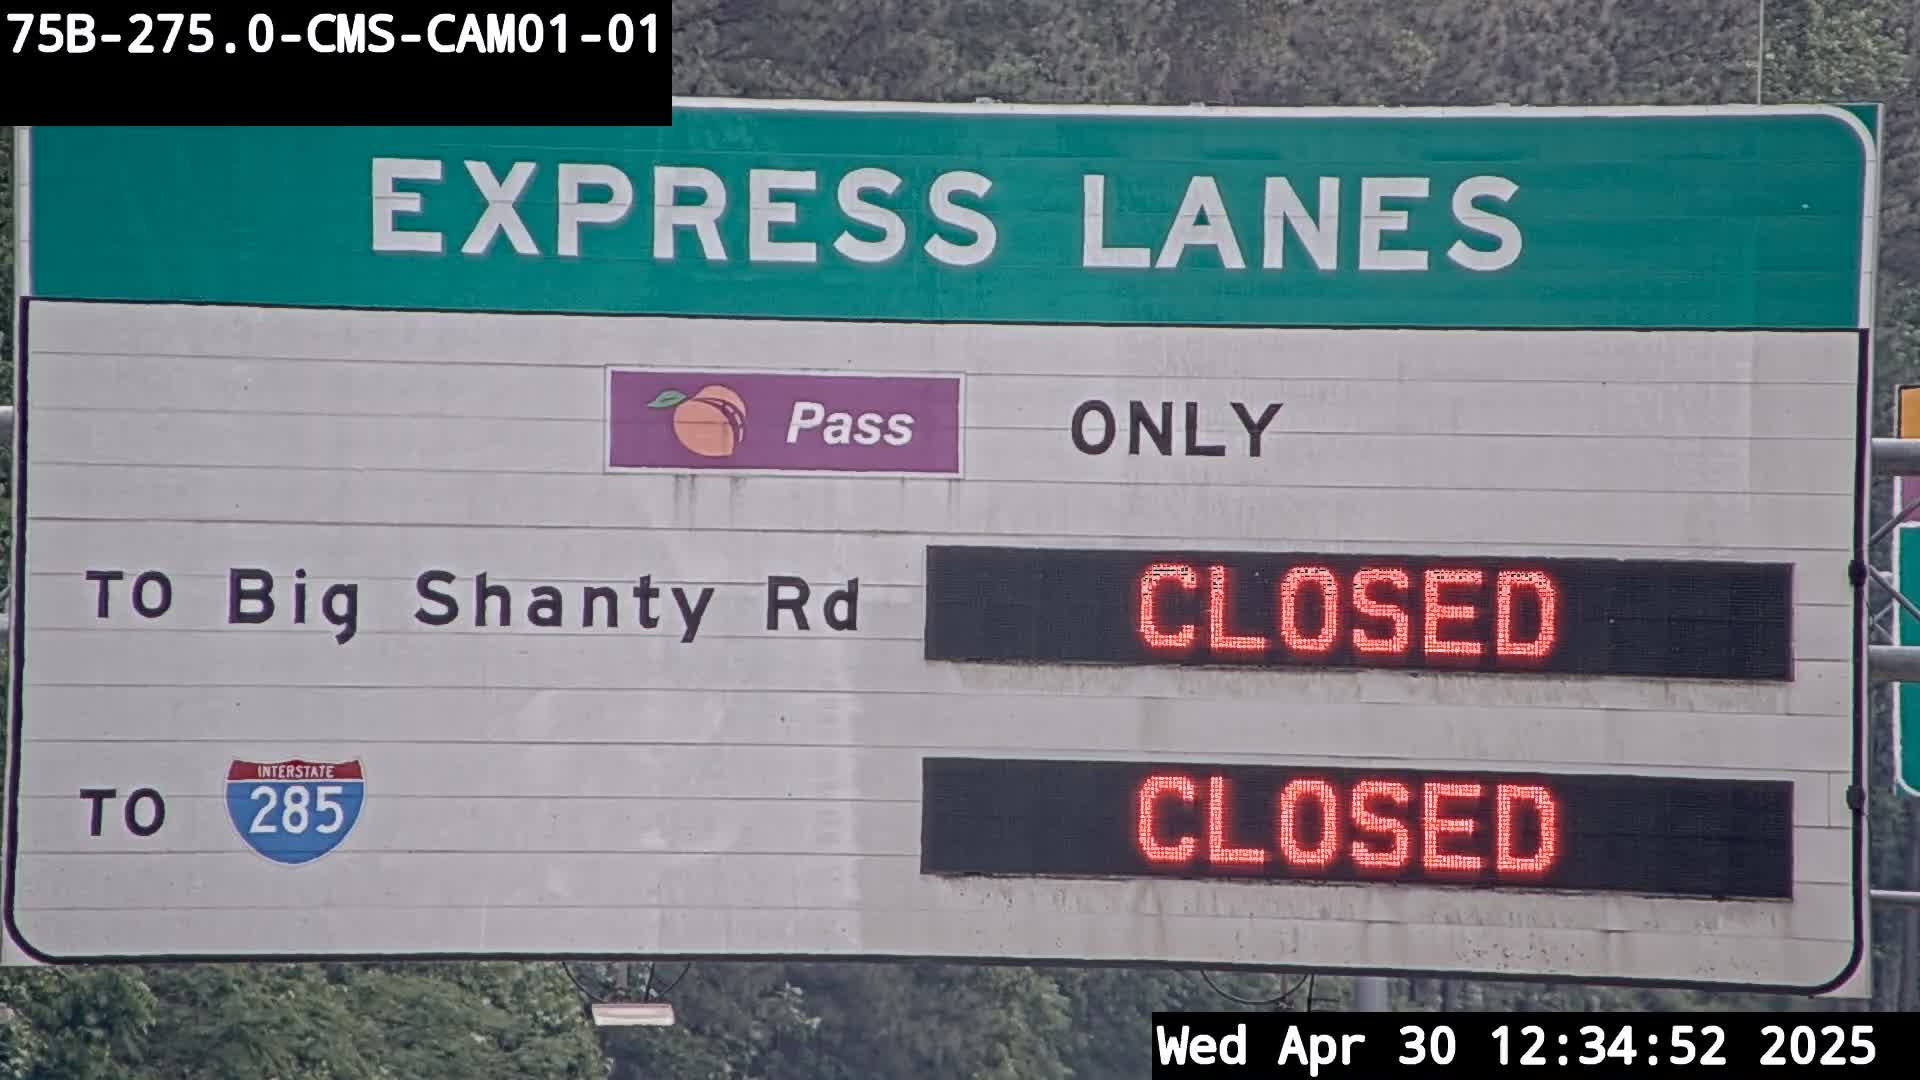 75B-275.0-CMS-CAM01-01
EXPRESS LANES
Pass ONLY
TO Big Shanty Rd CLOSED
TO INTERSTATE 285 CLOSED
Wed Apr 30 12:34:52 2025